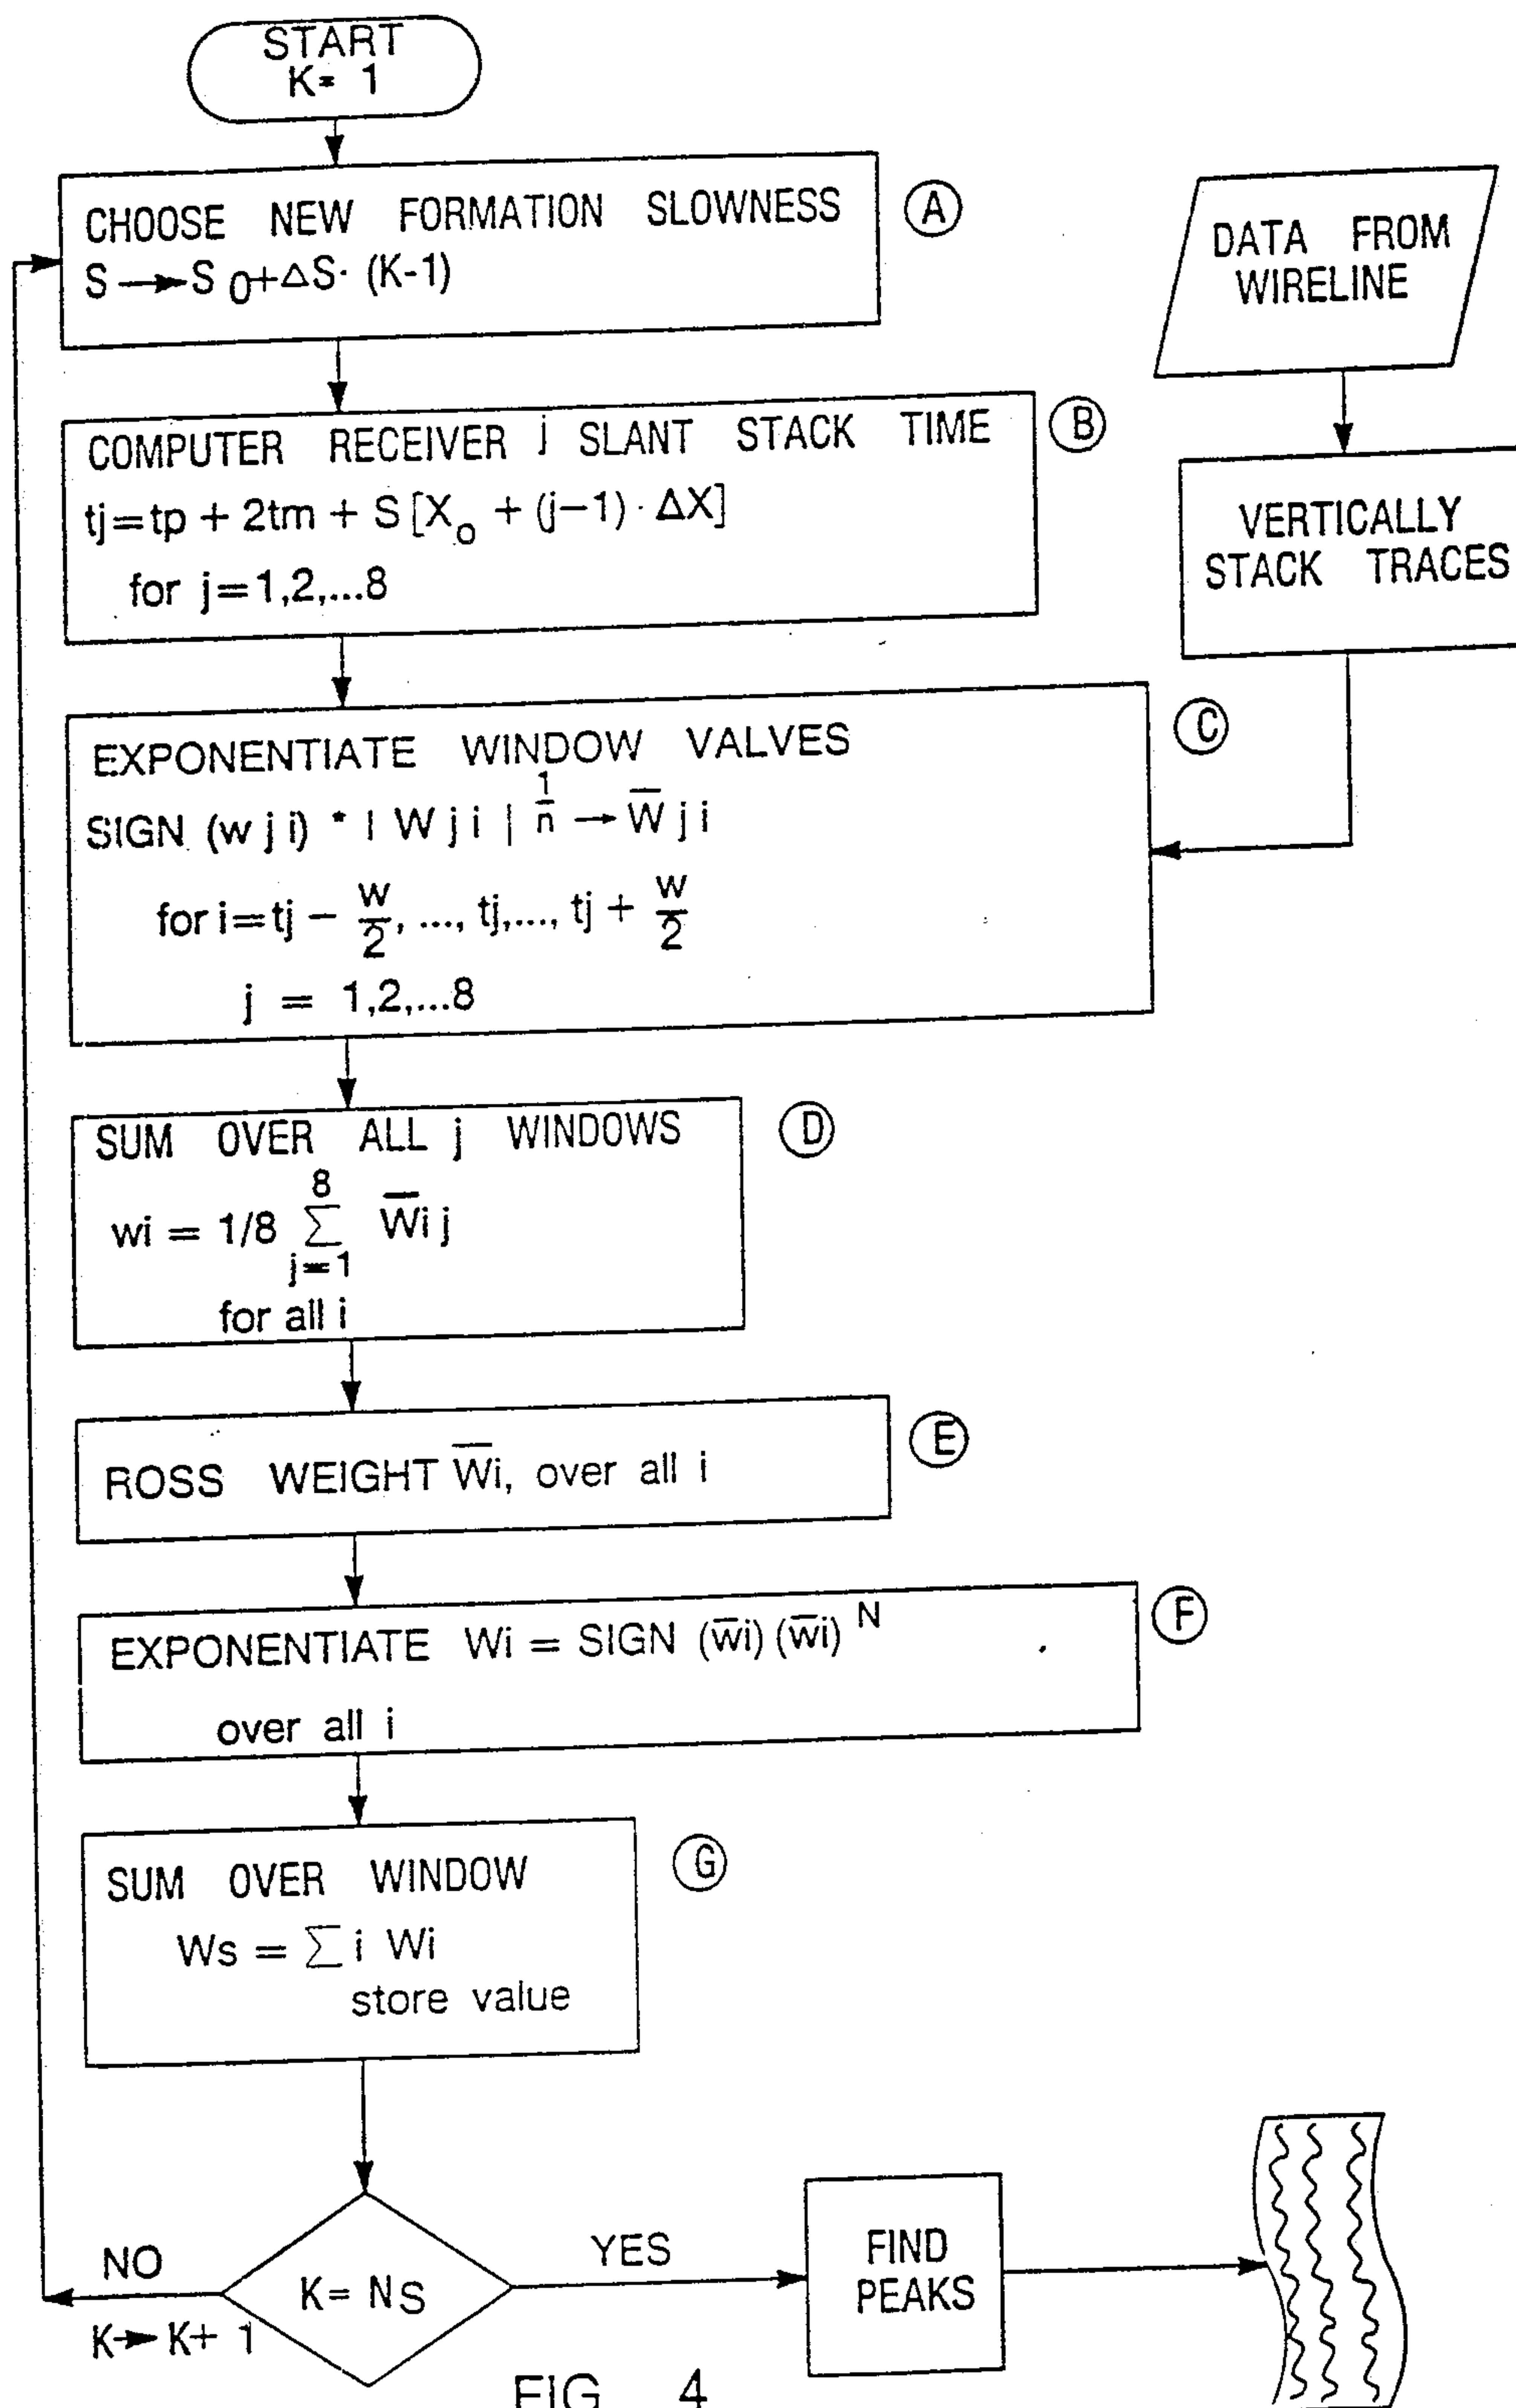 START
K= 1
CHOOSE NEW FORMATION SLOWNESS
S → S 0+ΔS· (K-1)
A
DATA FROM
WIRELINE
COMPUTER RECEIVER j SLANT STACK TIME
tj=tp + 2tm + S[Xo + (j−1) · ΔX]
for j=1,2,...8
B
VERTICALLY
STACK TRACES
EXPONENTIATE WINDOW VALVES
SIGN (w j i) * | W j i | 1/n → W̅ j i
for i=tj − w/2, ..., tj,..., tj + w/2
j = 1,2,...8
C
SUM OVER ALL j WINDOWS
wi = 1/8 8 ∑ j=1 W̅i j
for all i
D
ROSS WEIGHT W̅i, over all i
E
EXPONENTIATE Wi = SIGN (w̅i) (w̅i) N
over all i
F
SUM OVER WINDOW
Ws = ∑ i Wi
store value
G
NO
K→ K+ 1
K= NS
YES
FIND
PEAKS
FIG. 4